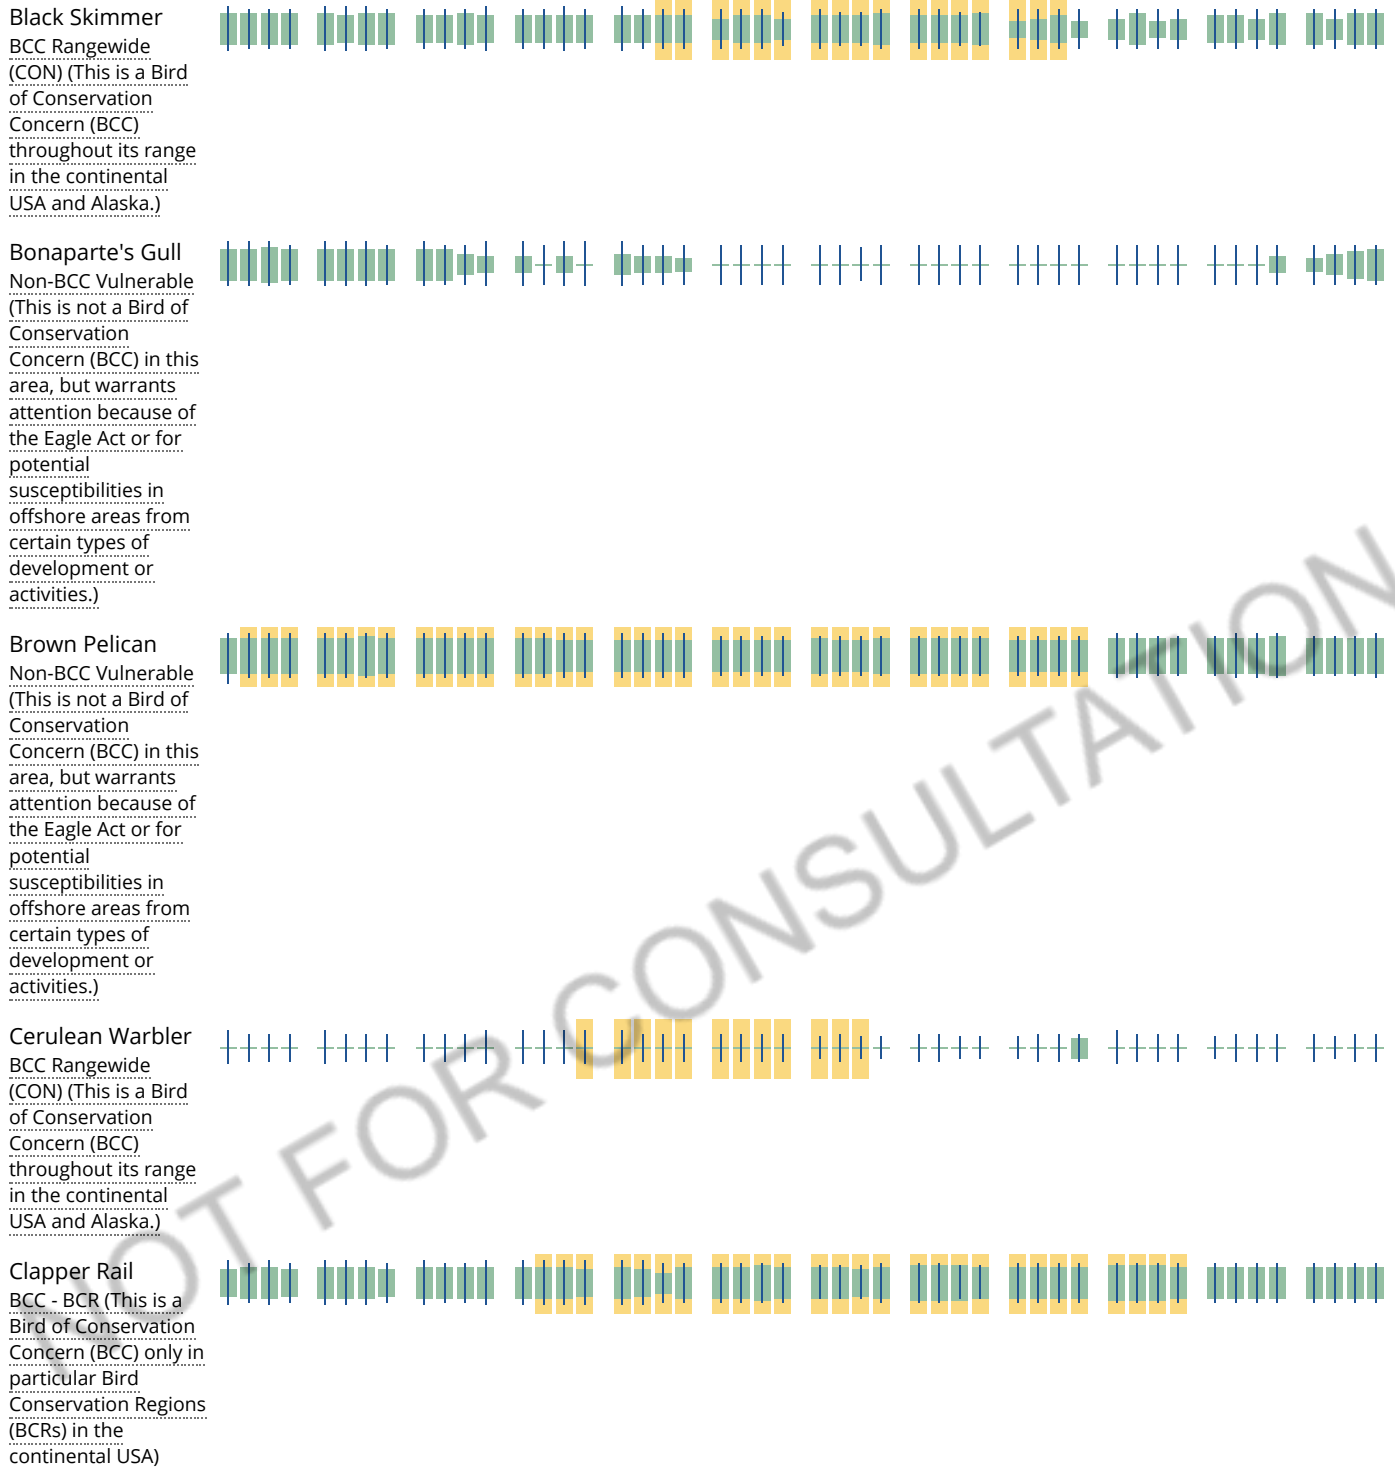 Black Skimmer
BCC Rangewide
(CON) (This is a Bird
of Conservation
Concern (BCC)
throughout its range
in the continental
USA and Alaska.)
Bonaparte's Gull
Non-BCC Vulnerable
(This is not a Bird of
Conservation
Concern (BCC) in this
area, but warrants
attention because of
the Eagle Act or for
potential
susceptibilities in
offshore areas from
certain types of
development or
activities.)
Brown Pelican
Non-BCC Vulnerable
(This is not a Bird of
Conservation
Concern (BCC) in this
area, but warrants
attention because of
the Eagle Act or for
potential
susceptibilities in
offshore areas from
certain types of
development or
activities.)
Cerulean Warbler
BCC Rangewide
(CON) (This is a Bird
of Conservation
Concern (BCC)
throughout its range
in the continental
USA and Alaska.)
Clapper Rail
BCC - BCR (This is a
Bird of Conservation
Concern (BCC) only in
particular Bird
Conservation Regions
(BCRs) in the
continental USA)
NOT FOR CONSULTATION